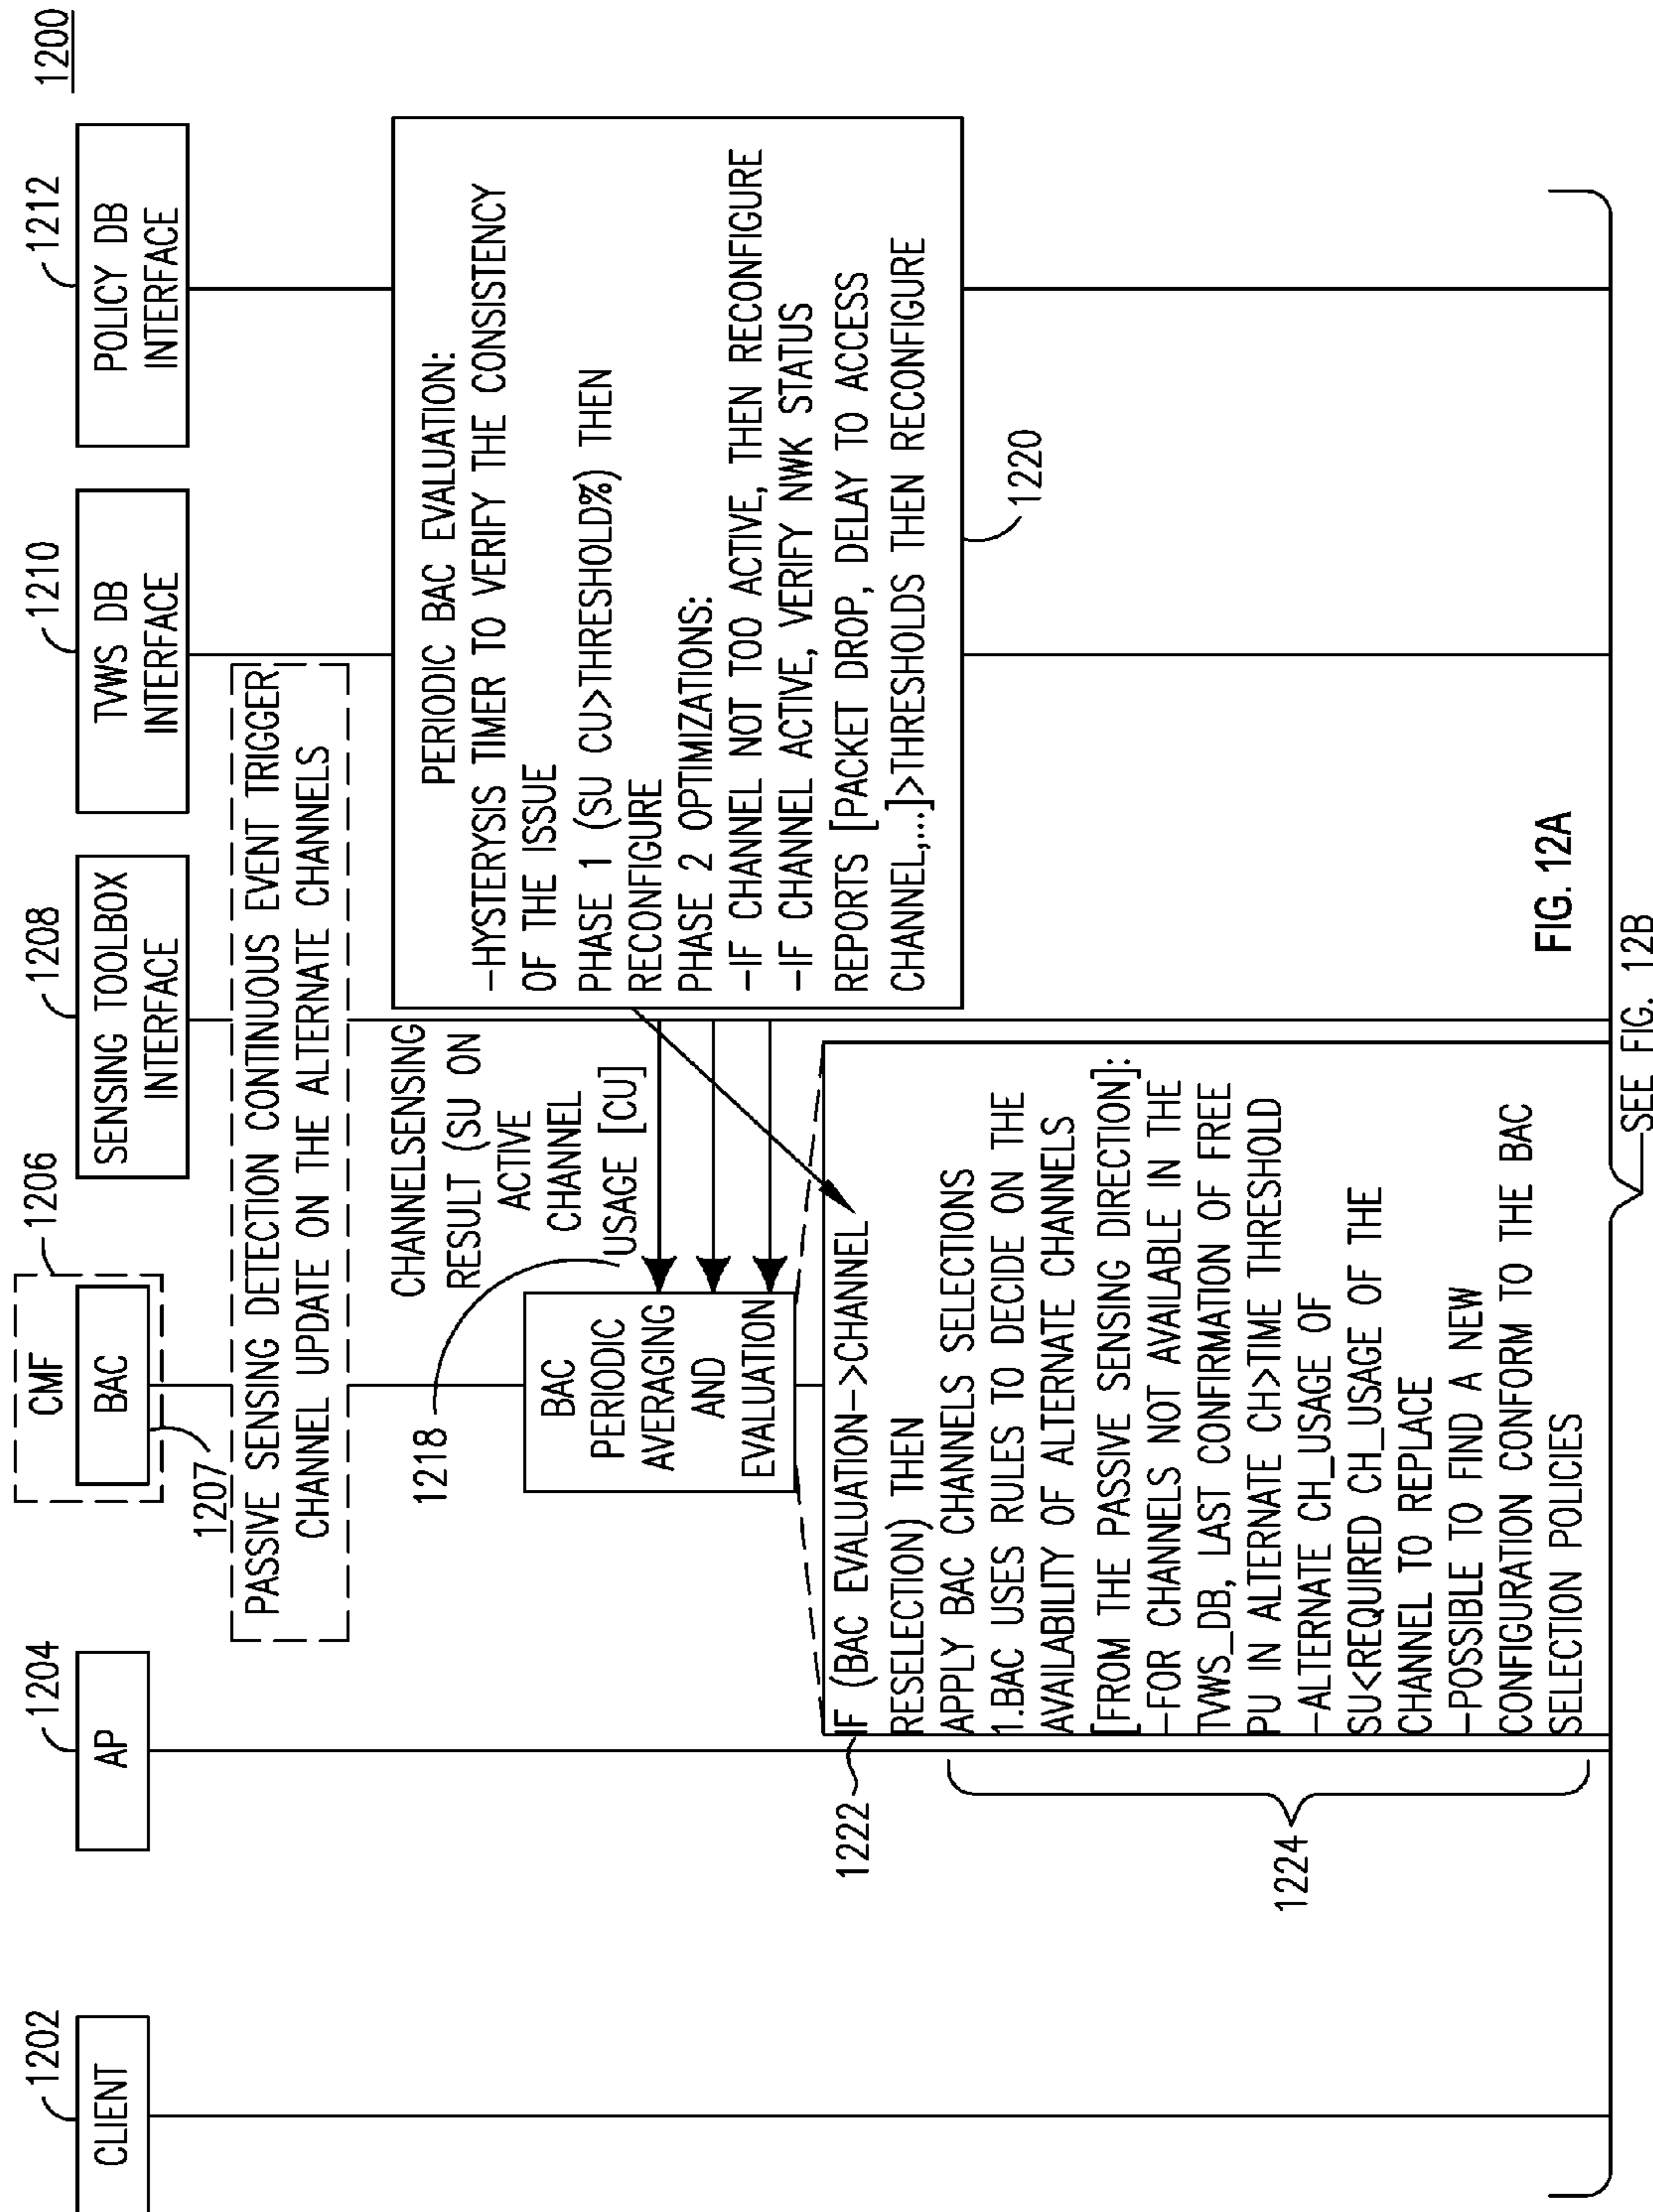 1200
1202
CLIENT
1204
AP
1206
CMF
BAC
1207
1208
SENSING TOOLBOX
INTERFACE
1210
TVWS DB
INTERFACE
1212
POLICY DB
INTERFACE
PASSIVE SENSING DETECTION CONTINUOUS EVENT TRIGGER:
CHANNEL UPDATE ON THE ALTERNATE CHANNELS
CHANNELSENSING
RESULT (SU ON
ACTIVE
CHANNEL
USAGE [CU]
1218
BAC
PERIODIC
AVERAGING
AND
EVALUATION
PERIODIC BAC EVALUATION:
-HYSTERYSIS TIMER TO VERIFY THE CONSISTENCY
OF THE ISSUE
PHASE 1 (SU CU>THRESHOLD%) THEN
RECONFIGURE
PHASE 2 OPTIMIZATIONS:
-IF CHANNEL NOT TOO ACTIVE, THEN RECONFIGURE
-IF CHANNEL ACTIVE, VERIFY NWK STATUS
REPORTS [PACKET DROP, DELAY TO ACCESS
CHANNEL,...]>THRESHOLDS THEN RECONFIGURE
1220
1222
IF (BAC EVALUATION->CHANNEL
RESELECTION) THEN
APPLY BAC CHANNELS SELECTIONS
1.BAC USES RULES TO DECIDE ON THE
AVAILABILITY OF ALTERNATE CHANNELS
[FROM THE PASSIVE SENSING DIRECTION]:
-FOR CHANNELS NOT AVAILABLE IN THE
TVWS_DB, LAST CONFIRMATION OF FREE
PU IN ALTERNATE CH>TIME THRESHOLD
-ALTERNATE CH_USAGE OF
SU<REQUIRED CH_USAGE OF THE
CHANNEL TO REPLACE
-POSSIBLE TO FIND A NEW
CONFIGURATION CONFORM TO THE BAC
SELECTION POLICIES
1224
FIG. 12A
SEE FIG. 12B